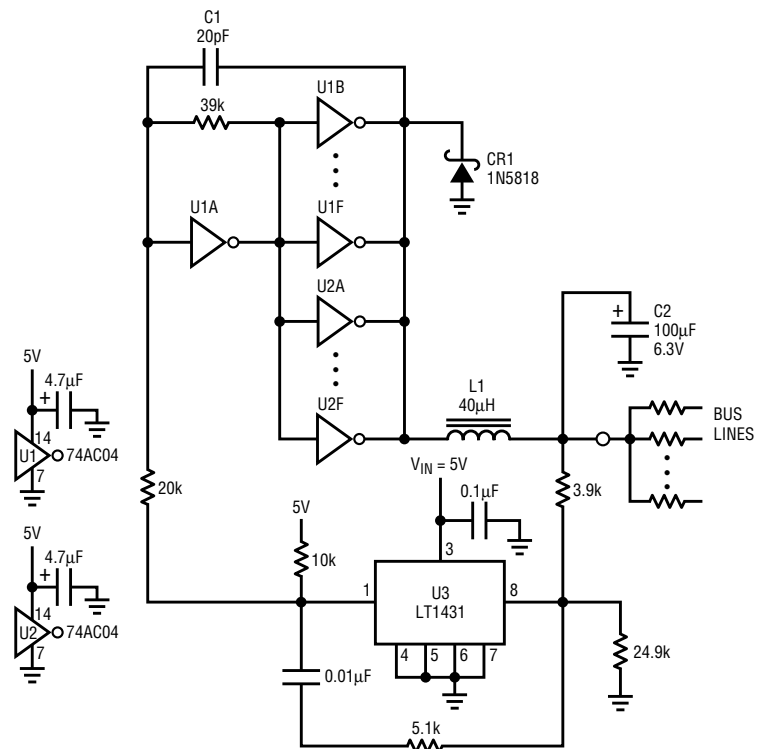 C1
20pF
U1B
39k
CR1
1N5818
U1A
U1F
U2A
+
C2
100µF
6.3V
5V
4.7µF
+
L1
40µH
BUS
LINES
14
U1
74AC04
7
U2F
VIN = 5V
0.1µF
3.9k
20k
5V
10k
3
5V
4.7µF
+
1
U3
LT1431
8
14
U2
74AC04
7
4
5
6
7
24.9k
0.01µF
5.1k